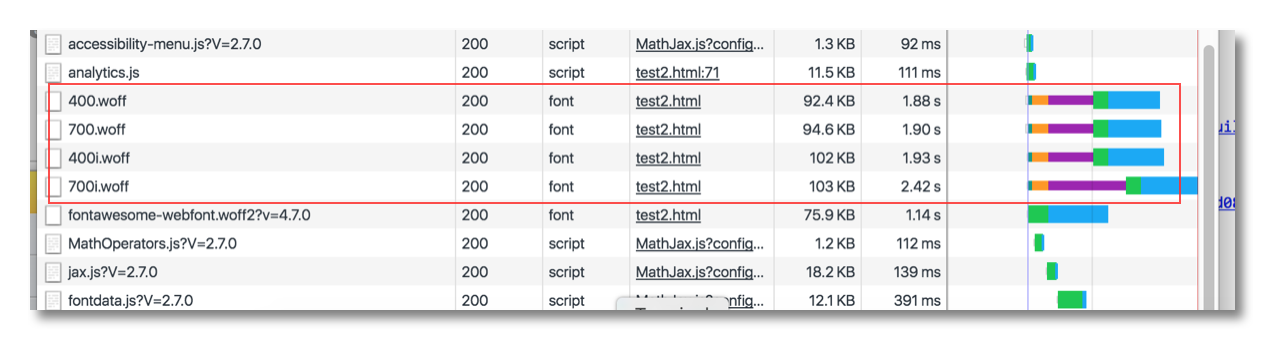 accessibility-menu.js?V=2.7.0 200 script MathJax.js?config... 1.3 KB 92 ms
analytics.js 200 script test2.html:71 11.5 KB 111 ms
400.woff 200 font test2.html 92.4 KB 1.88 s
700.woff 200 font test2.html 94.6 KB 1.90 s
400i.woff 200 font test2.html 102 KB 1.93 s
700i.woff 200 font test2.html 103 KB 2.42 s
fontawesome-webfont.woff2?v=4.7.0 200 font test2.html 75.9 KB 1.14 s
MathOperators.js?V=2.7.0 200 script MathJax.js?config... 1.2 KB 112 ms
jax.js?V=2.7.0 200 script MathJax.js?config... 18.2 KB 139 ms
fontdata.js?V=2.7.0 200 script 12.1 KB 391 ms